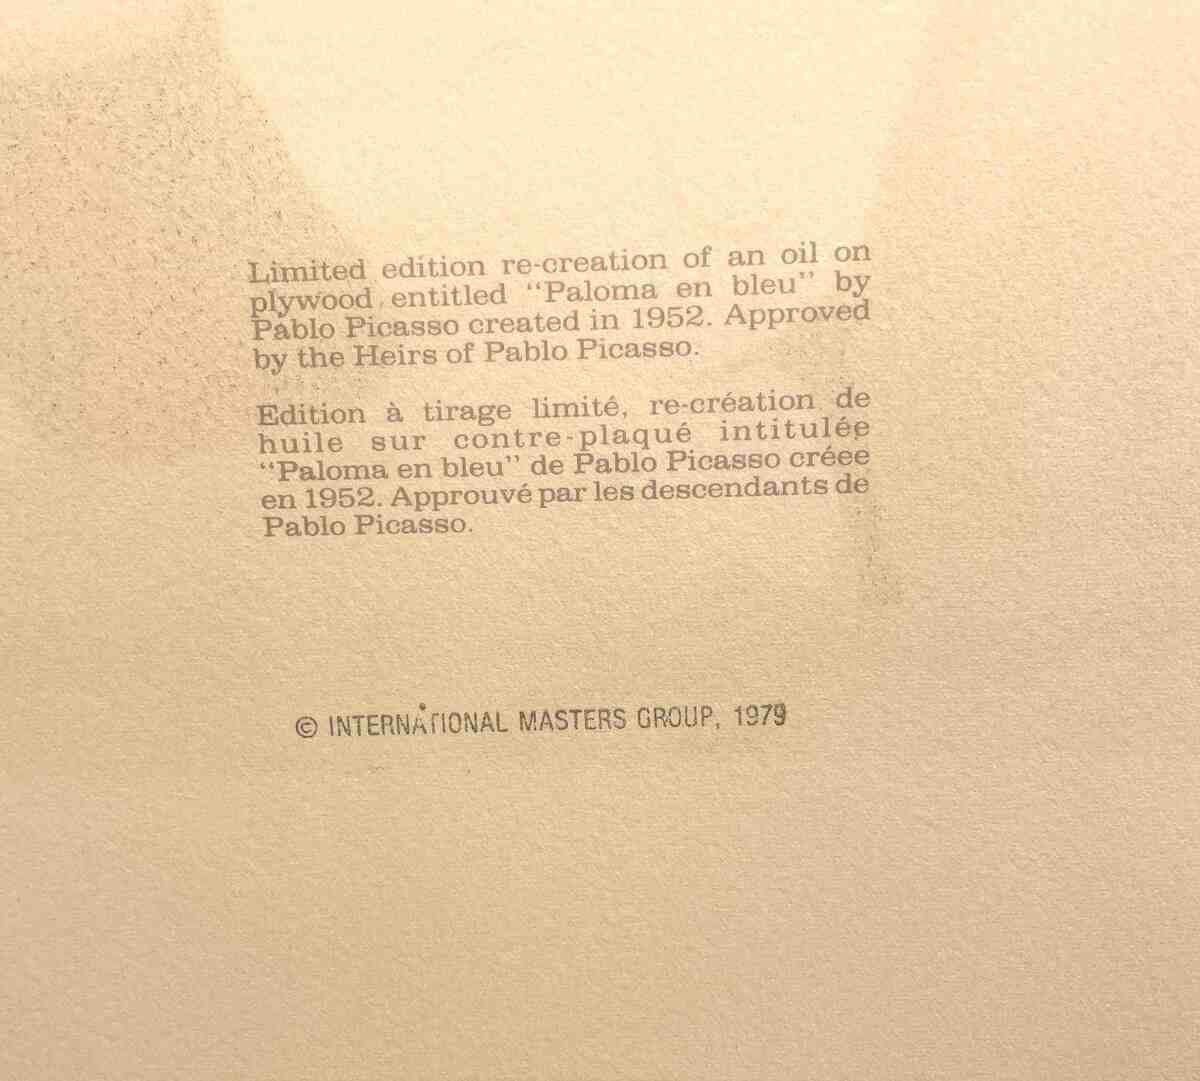 Limited edition re-creation of an oil on
plywood entitled “Paloma en bleu” by
Pablo Picasso created in 1952. Approved
by the Heirs of Pablo Picasso.
Edition à tirage limité, re-création de
huile sur contre-plaqué intitulée
“Paloma en bleu” de Pablo Picasso créee
en 1952. Approuvé par les descendants de
Pablo Picasso.
© INTERNATIONAL MASTERS GROUP, 1979